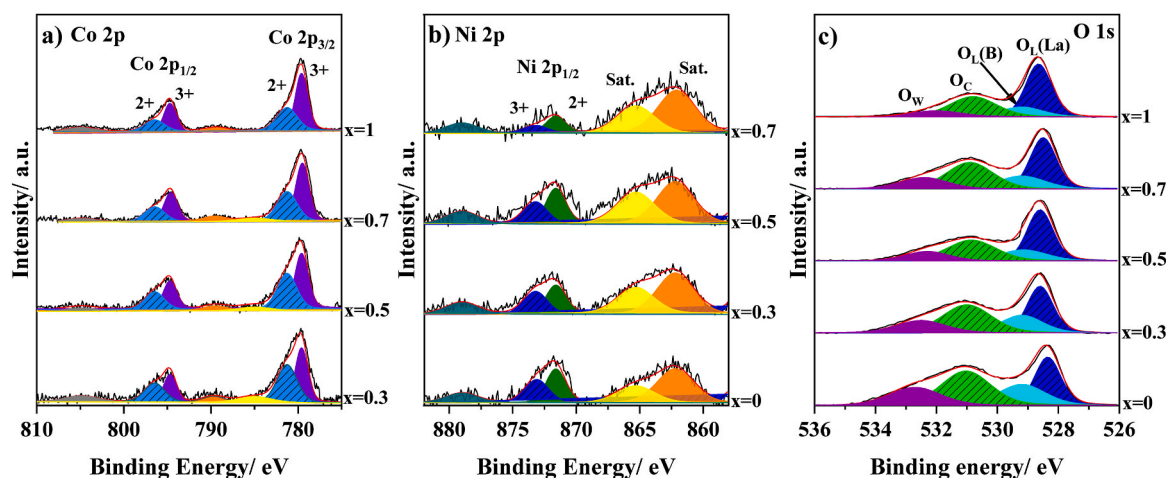 a) Co 2p
Co 2p3/2
Co 2p1/2
2+
3+
2+
3+
x=1
x=0.7
x=0.5
x=0.3
810
800
790
780
Binding Energy/ eV
Intensity/ a.u.
b) Ni 2p
Ni 2p1/2
Sat.
Sat.
3+
2+
x=0.7
x=0.5
x=0.3
x=0
880
875
870
865
860
Binding Energy/ eV
Intensity/ a.u.
c)
O 1s
OL(B)
OL(La)
OC
OW
x=1
x=0.7
x=0.5
x=0.3
x=0
536
534
532
530
528
526
Binding energy/ eV
Intensity/ a.u.